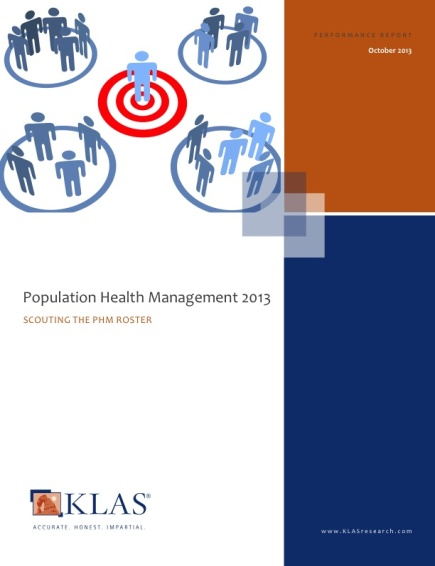 PERFORMANCE REPORT
October 2013
Population Health Management 2013
SCOUTING THE PHM ROSTER
KLAS®
ACCURATE. HONEST. IMPARTIAL.
www.KLASresearch.com